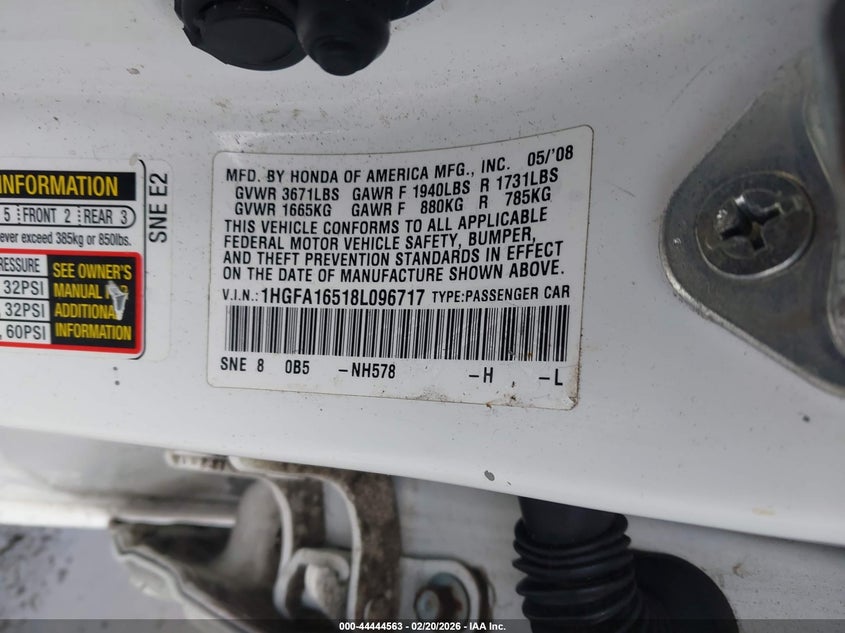 INFORMATION
5 FRONT 2 REAR 3
ever exceed 385kg or 850lbs.
PRESSURE
32PSI
32PSI
60PSI
SEE OWNER'S
MANUAL
ADDITIONAL
INFORMATION
SNE E2
MFD. BY HONDA OF AMERICA MFG., INC. 05/'08
GVWR 3671LBS GAWR F 1940LBS R 1731LBS
GVWR 1665KG GAWR F 880KG R 785KG
THIS VEHICLE CONFORMS TO ALL APPLICABLE
FEDERAL MOTOR VEHICLE SAFETY, BUMPER,
AND THEFT PREVENTION STANDARDS IN EFFECT
ON THE DATE OF MANUFACTURE SHOWN ABOVE.
V.I.N.: 1HGFA16518L096717 TYPE:PASSENGER CAR
SNE 8 0B5 -NH578 -H -L
000-44444563 - 02/20/2026 - IAA Inc.